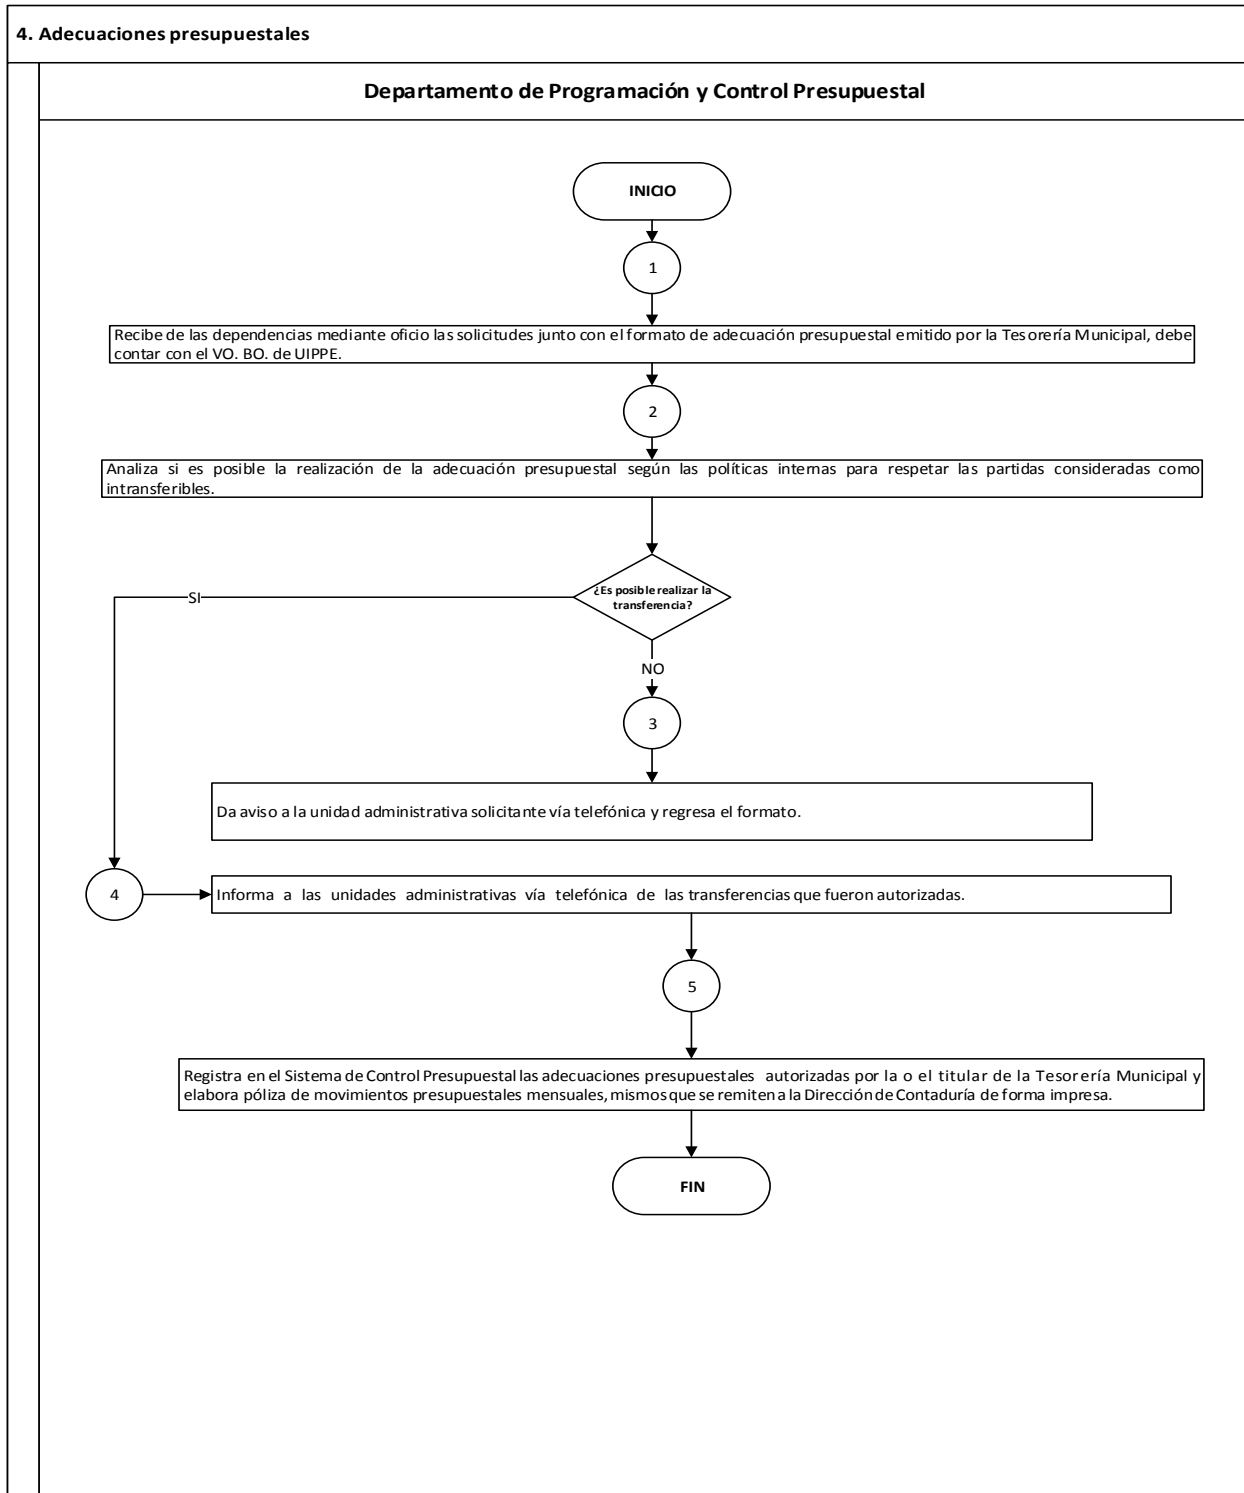 4. Adecuaciones presupuestales
Departamento de Programación y Control Presupuestal
INICIO
1
Recibe de las dependencias mediante oficio las solicitudes junto con el formato de adecuación presupuestal emitido por la Tesorería Municipal, debe
contar con el VO. BO. de UIPPE.
2
Analiza si es posible la realización de la adecuación presupuestal según las políticas internas para respetar las partidas consideradas como
intransferibles.
¿Es posible realizar la
transferencia?
SI
NO
3
Da aviso a la unidad administrativa solicitante vía telefónica y regresa el formato.
4
Informa a las unidades administrativas vía telefónica de las transferencias que fueron autorizadas.
5
Registra en el Sistema de Control Presupuestal las adecuaciones presupuestales autorizadas por la o el titular de la Tesorería Municipal y
elabora póliza de movimientos presupuestales mensuales, mismos que se remiten a la Dirección de Contaduría de forma impresa.
FIN